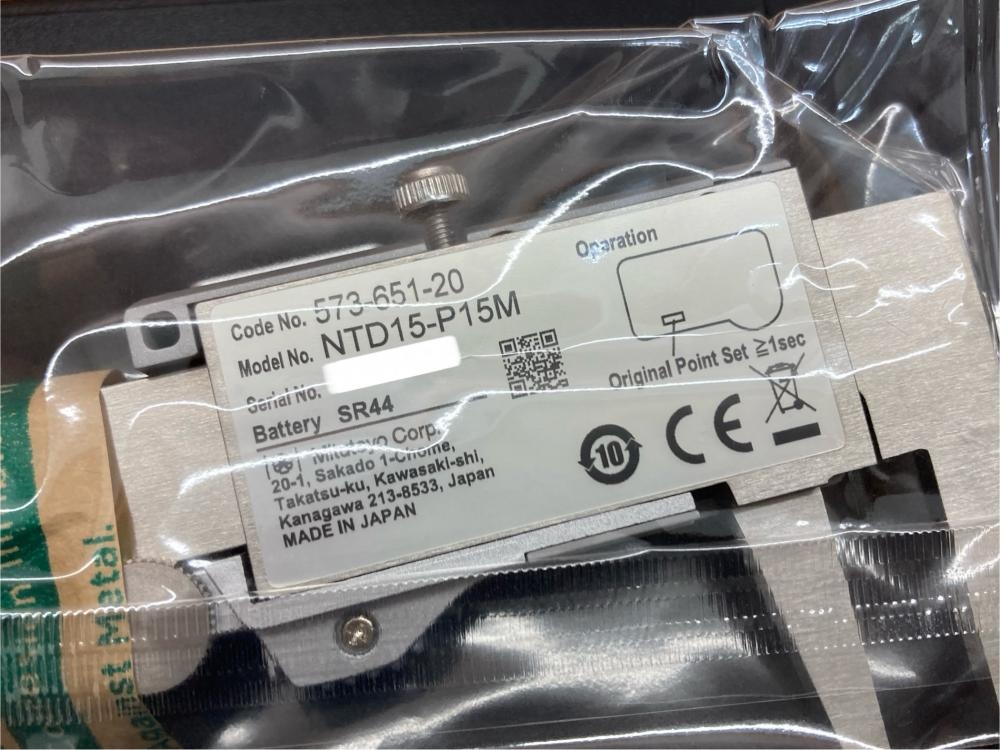 Code No. 573-651-20
Model No. NTD15-P15M
Serial No.
Battery SR44
Mitutoyo Corp.
20-1, Sakado 1-Chome,
Takatsu-ku, Kawasaki-shi,
Kanagawa 213-8533, Japan
MADE IN JAPAN
Operation
Original Point Set ≧1sec
10
CE
against Metal.